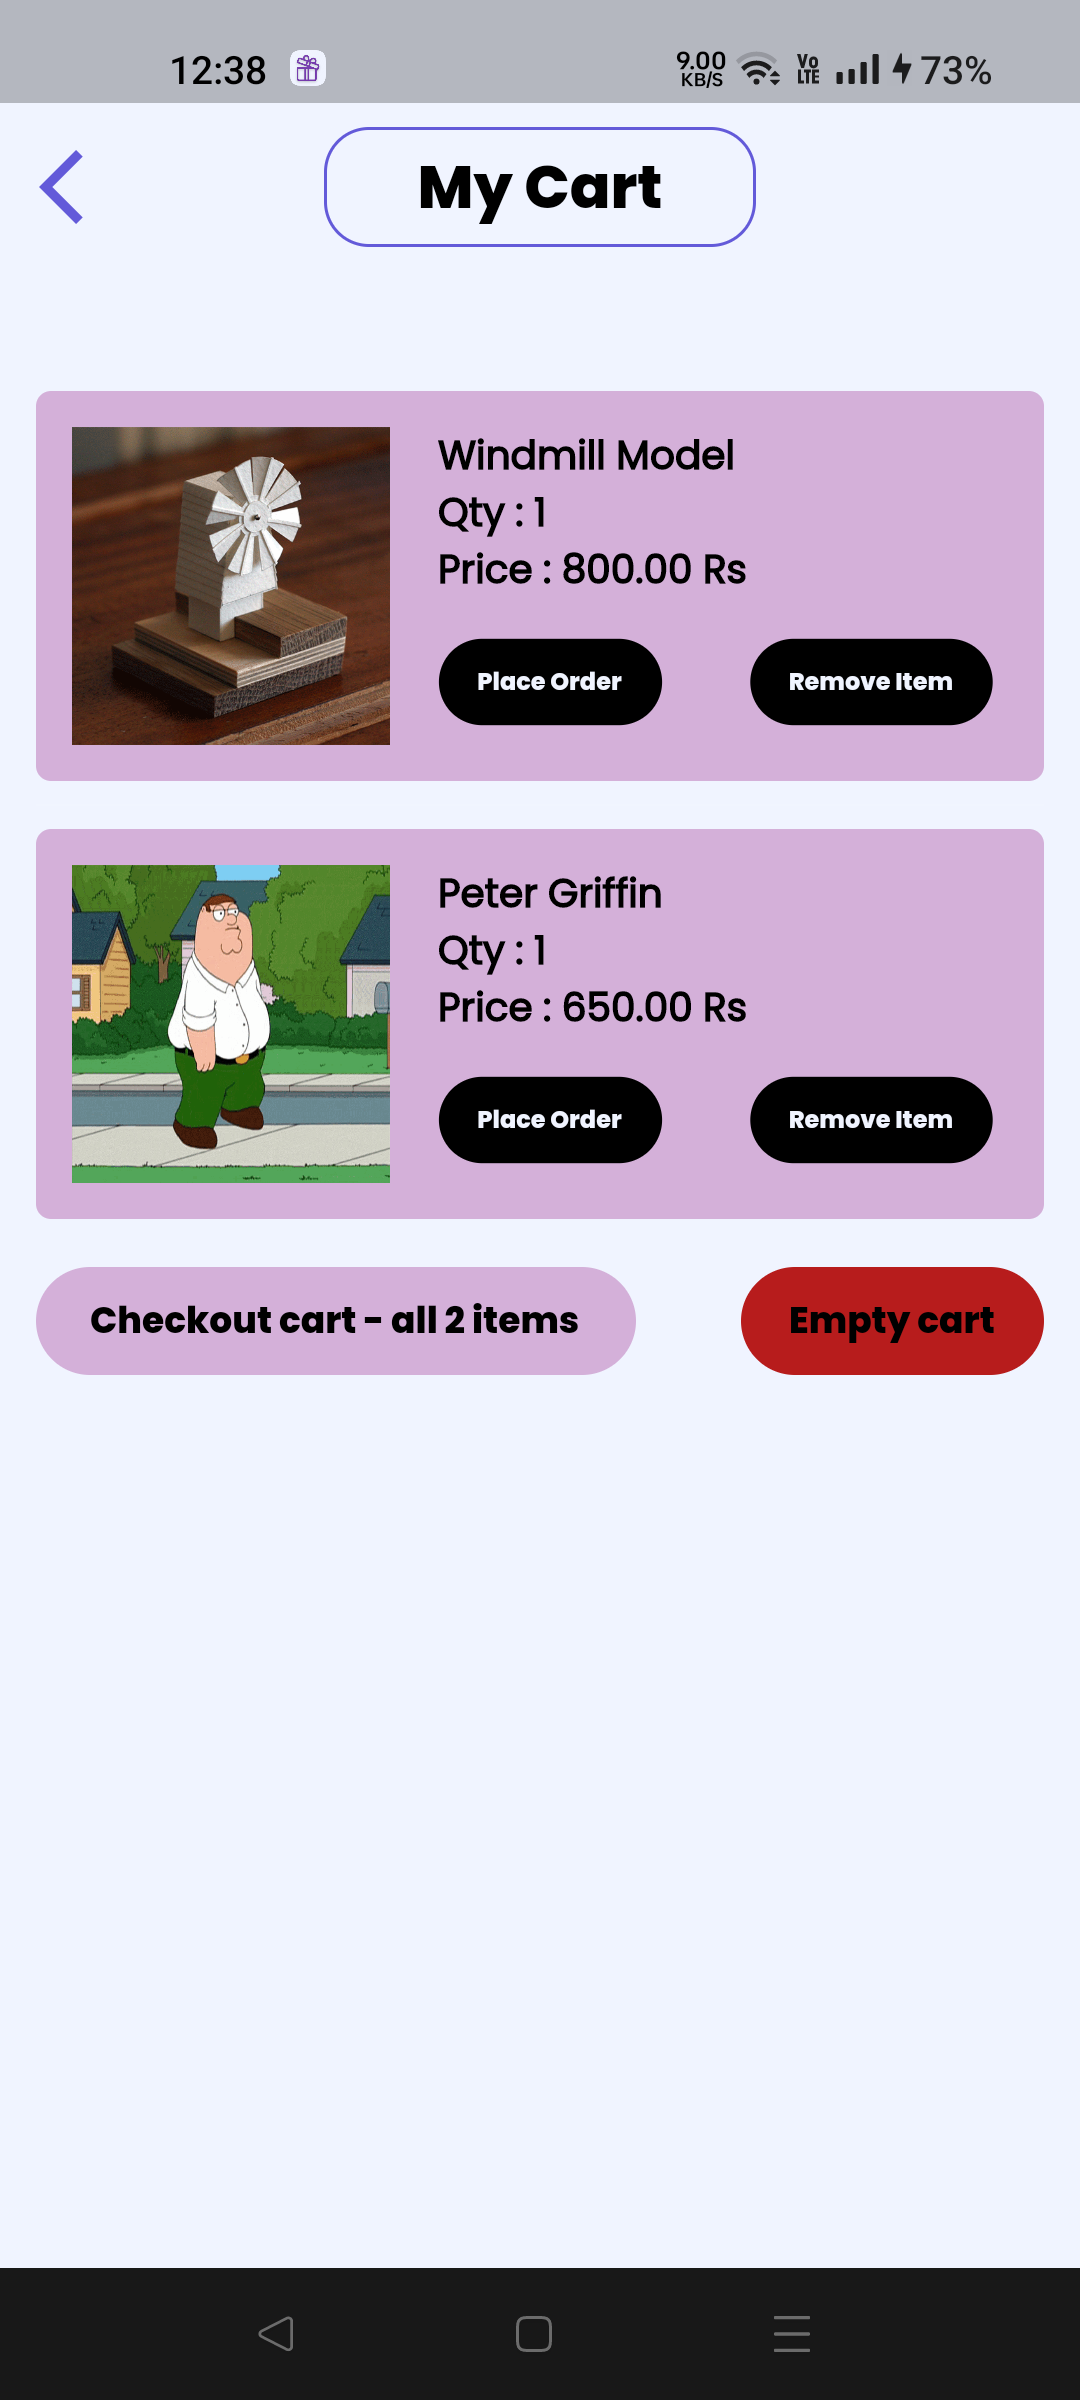 12:38
9.00
KB/S
Vo
LTE
73%
My Cart
Windmill Model
Qty : 1
Price : 800.00 Rs
Place Order
Remove Item
Peter Griffin
Qty : 1
Price : 650.00 Rs
Place Order
Remove Item
Checkout cart - all 2 items
Empty cart